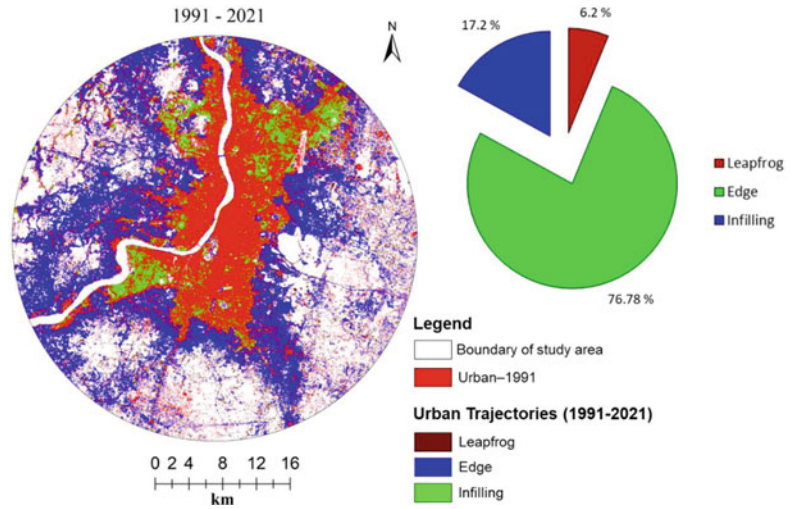 1991 - 2021
N
0 2 4 8 12 16
km
17.2 %
6.2 %
76.78 %
Leapfrog
Edge
Infilling
Legend
Boundary of study area
Urban–1991
Urban Trajectories (1991-2021)
Leapfrog
Edge
Infilling